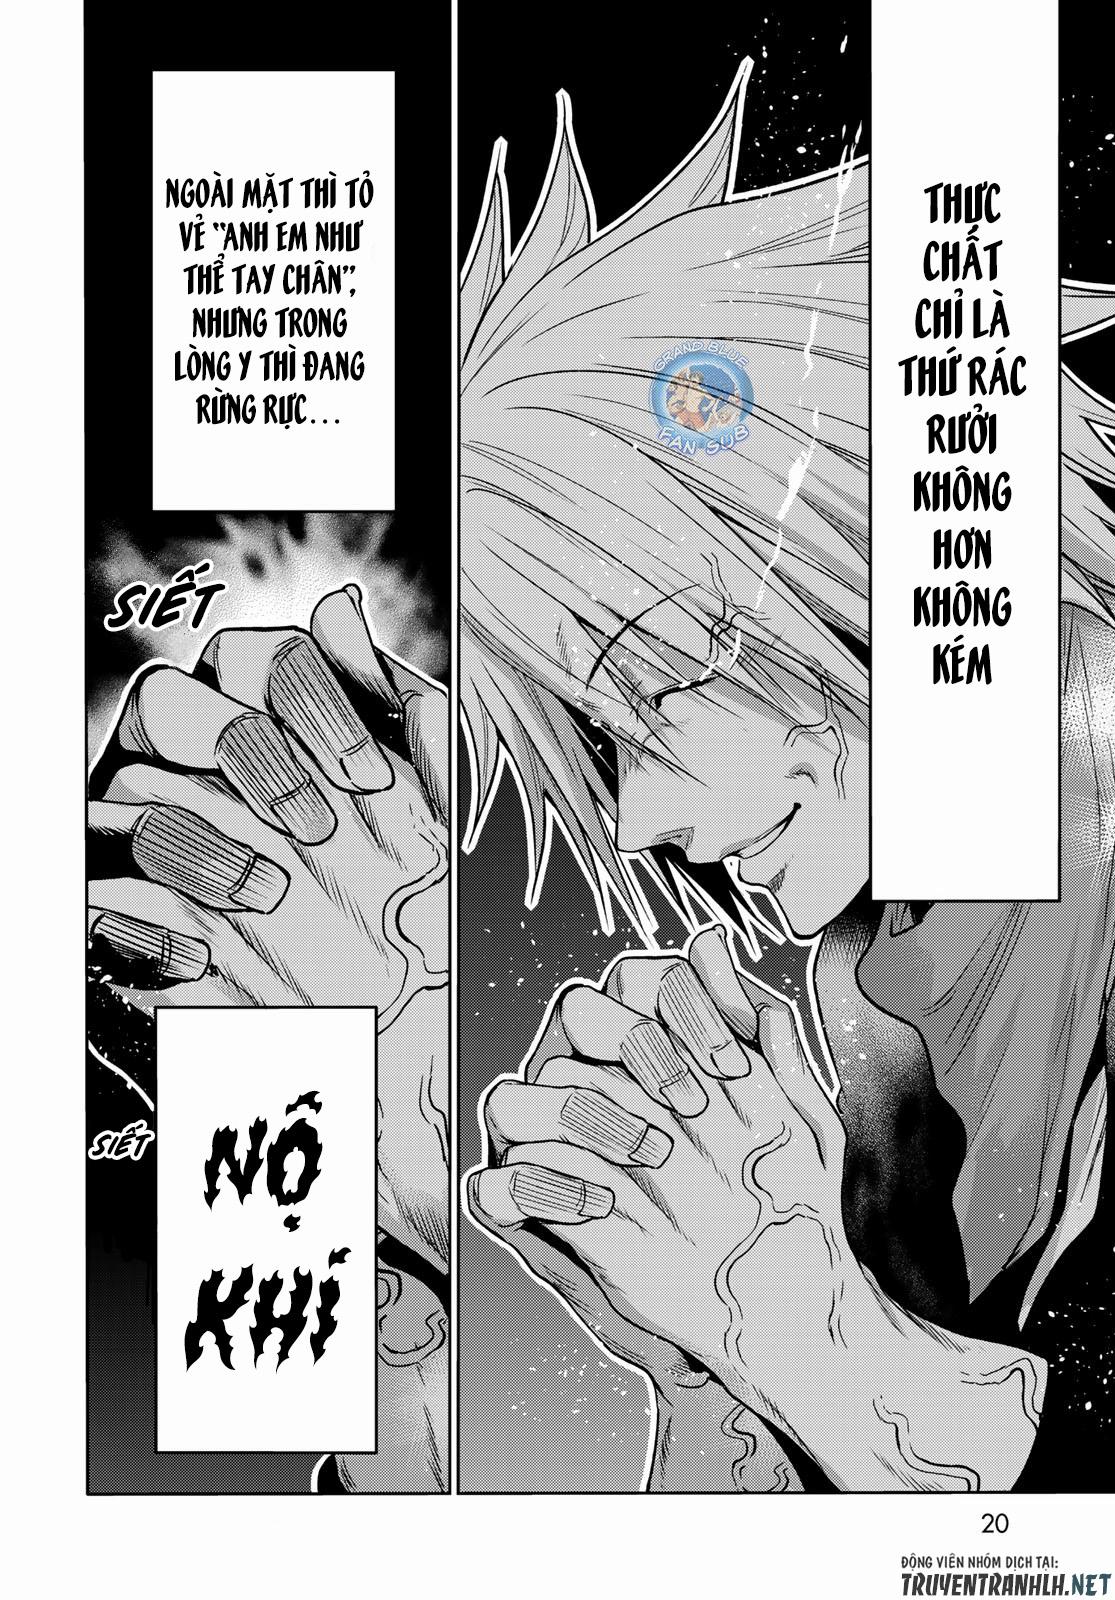 THỰC
CHẤT
CHỈ LÀ
THỨ RÁC
RƯỞI
KHÔNG
HƠN
KHÔNG
KÉM
GRAND BLUE
FAN SUB
NGOÀI MẶT THÌ TỎ
VẺ “ANH EM NHƯ
THỂ TAY CHÂN”,
NHƯNG TRONG
LÒNG Y THÌ ĐANG
RỪNG RỰC...
SIẾT
SIẾT
NỘ
KHÍ
20
ĐỘNG VIÊN NHÓM DỊCH TẠI:
TRUYENTRANHLH.NET